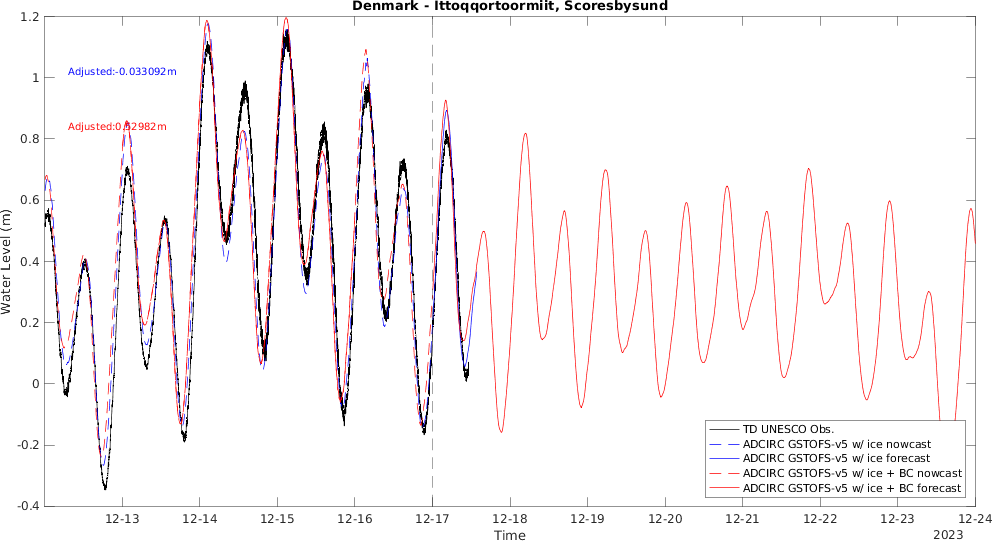 Denmark - Ittoqqortoormiit, Scoresbysund
Water Level (m)
1.2
1
0.8
0.6
0.4
0.2
0
-0.2
-0.4
Adjusted:-0.033092m
Adjusted:0.52982m
TD UNESCO Obs.
ADCIRC GSTOFS-v5 w/ ice nowcast
ADCIRC GSTOFS-v5 w/ ice forecast
ADCIRC GSTOFS-v5 w/ ice + BC nowcast
ADCIRC GSTOFS-v5 w/ ice + BC forecast
12-13 12-14 12-15 12-16 12-17 12-18 12-19 12-20 12-21 12-22 12-23 12-24
Time
2023